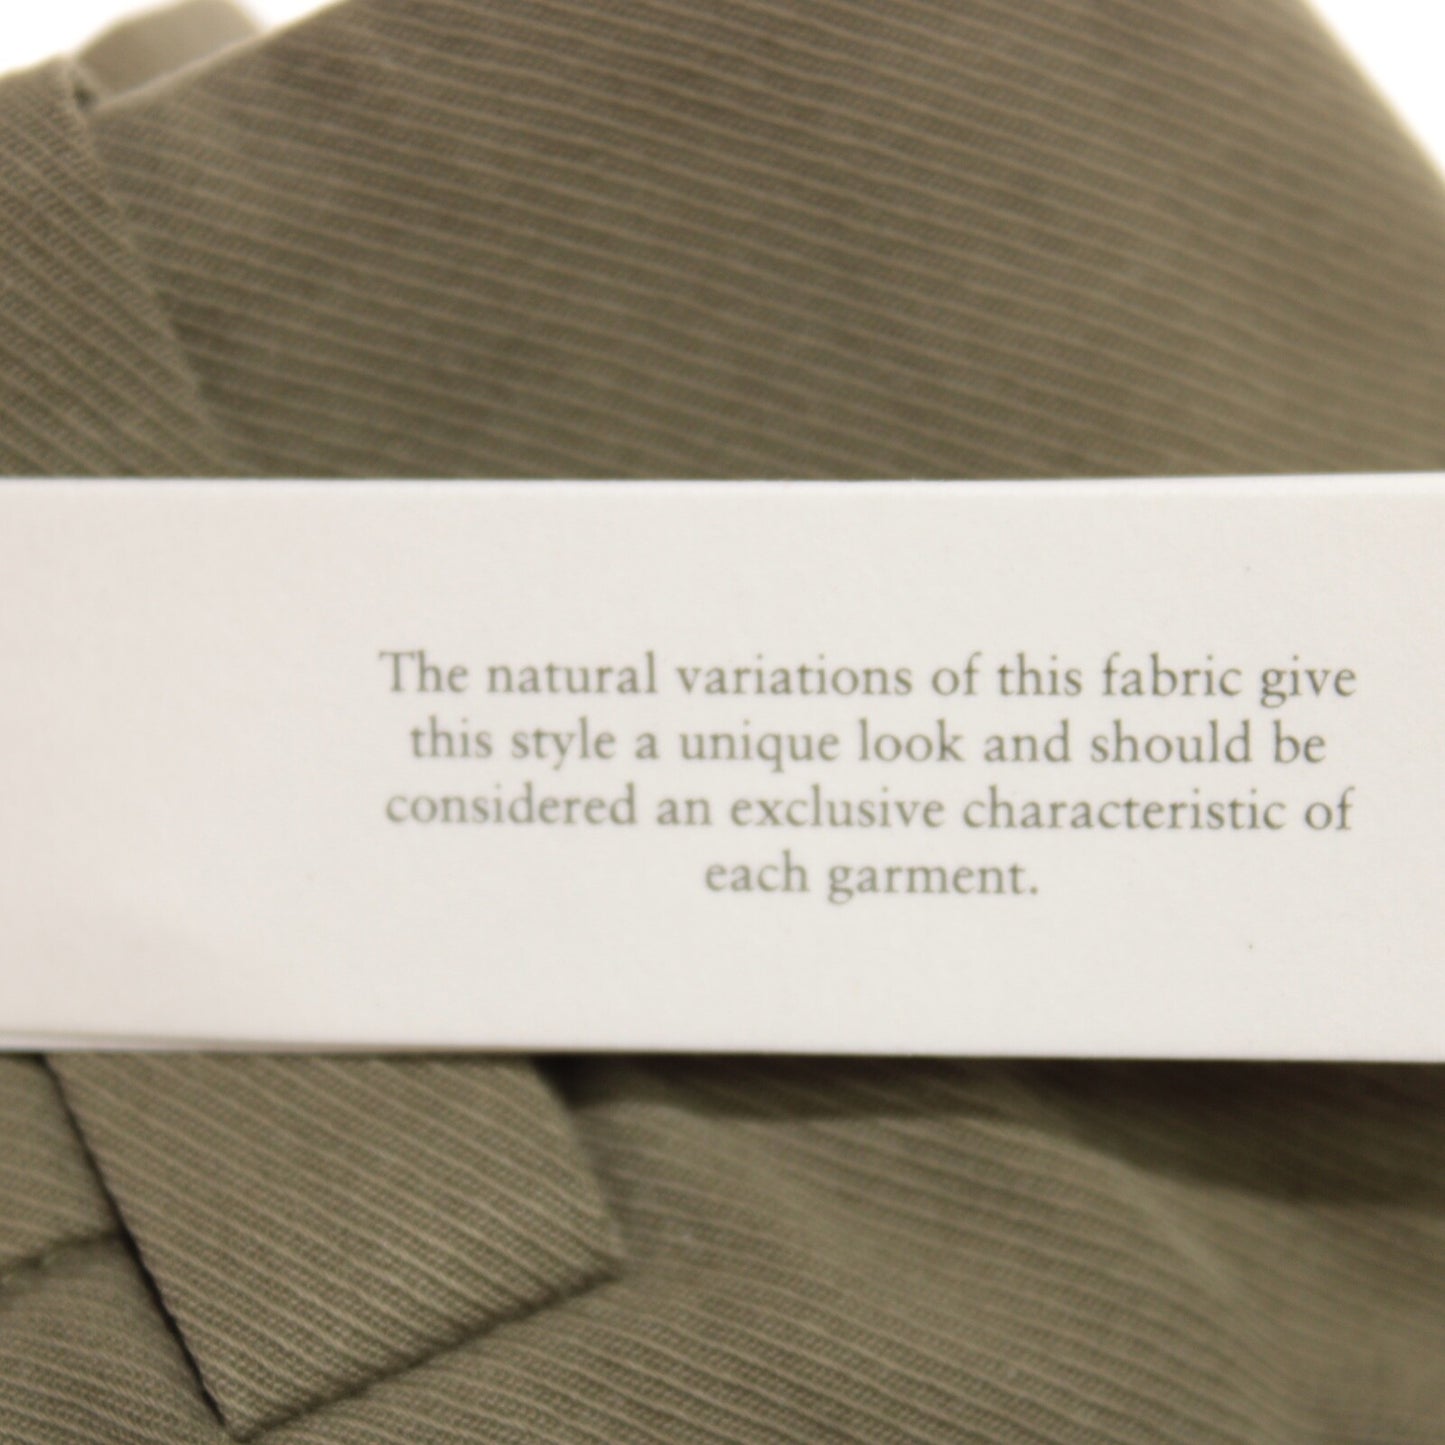 The natural variations of this fabric give
this style a unique look and should be
considered an exclusive characteristic of
each garment.